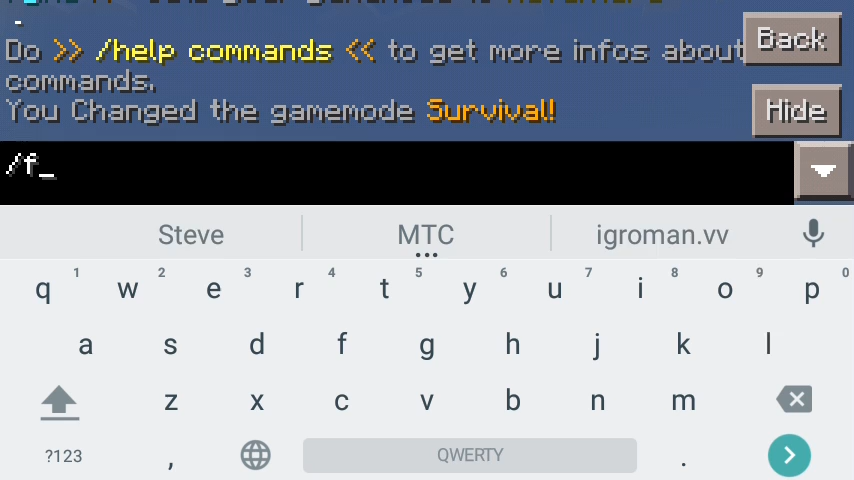 Do >> /help commands << to get more infos about
commands.
You Changed the gamemode Survival!
Back
Hide
/f_
Steve MTC igroman.vv
q 1 w 2 e 3 r 4 t 5 y 6 u 7 i 8 o 9 p 0
a s d f g h j k l
z x c v b n m
?123 , QWERTY .